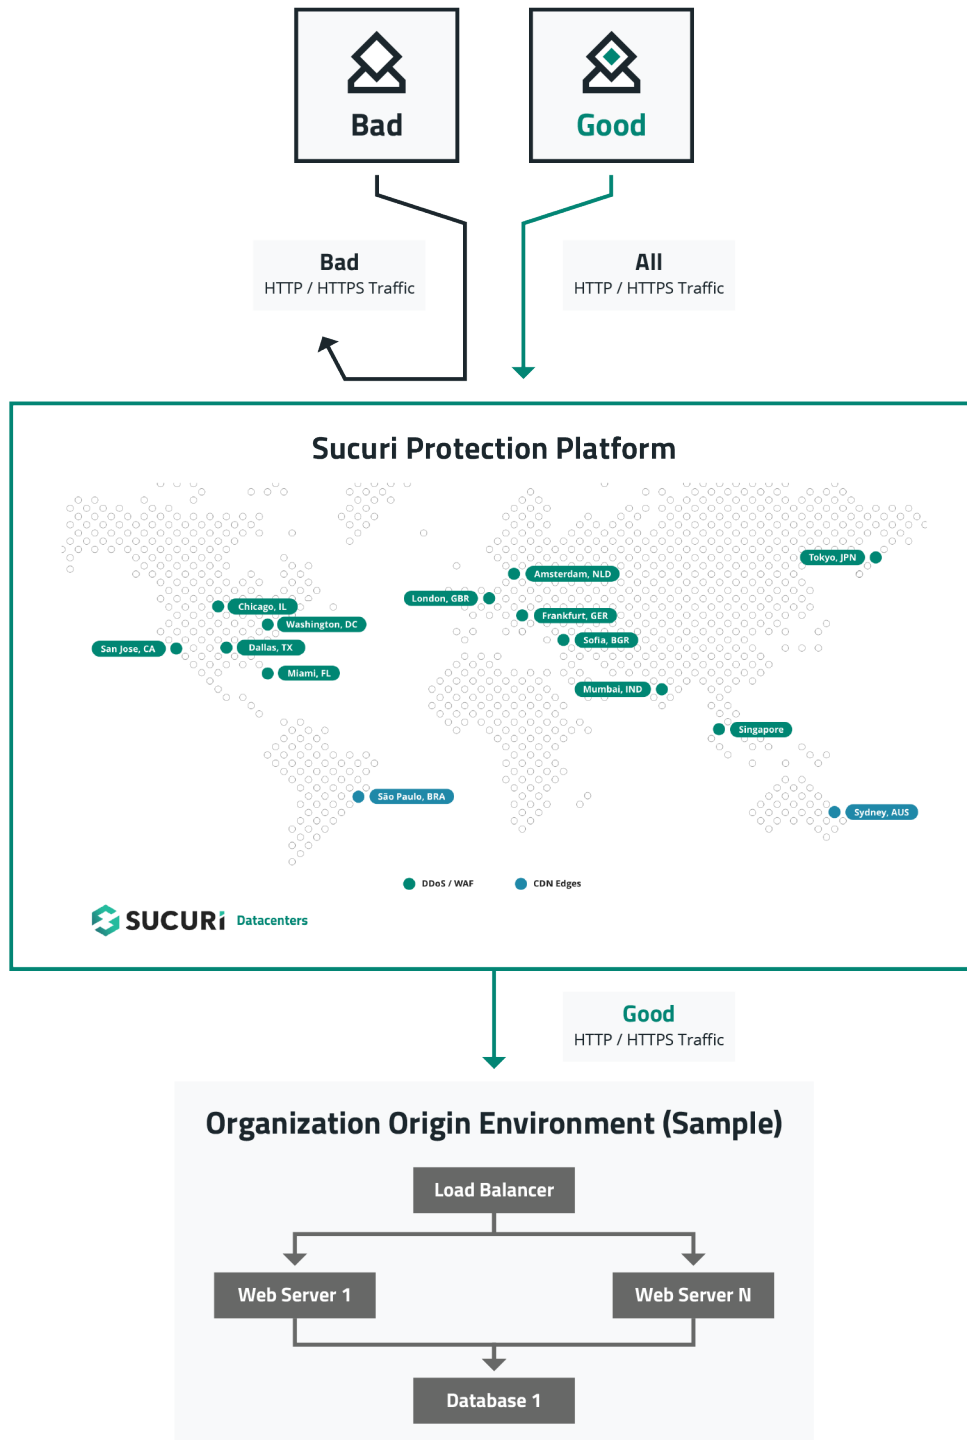 Bad
Good
Bad
HTTP / HTTPS Traffic
All
HTTP / HTTPS Traffic
Sucuri Protection Platform
Tokyo, JPN
Amsterdam, NLD
London, GBR
Chicago, IL
Frankfurt, GER
Washington, DC
Sofia, BGR
San Jose, CA
Dallas, TX
Miami, FL
Mumbai, IND
Singapore
São Paulo, BRA
Sydney, AUS
DDoS / WAF
CDN Edges
SUCURi Datacenters
Good
HTTP / HTTPS Traffic
Organization Origin Environment (Sample)
Load Balancer
Web Server 1
Web Server N
Database 1